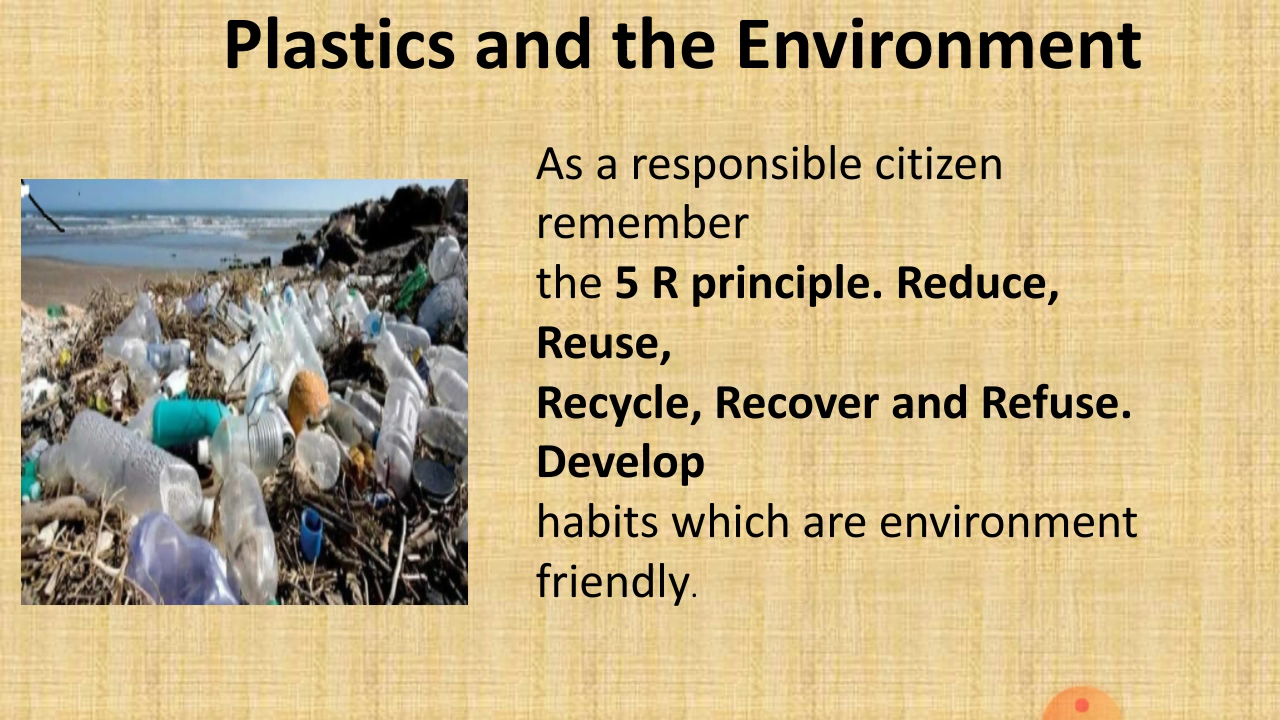 Plastics and the Environment
As a responsible citizen
remember
the 5 R principle. Reduce,
Reuse,
Recycle, Recover and Refuse.
Develop
habits which are environment
friendly.